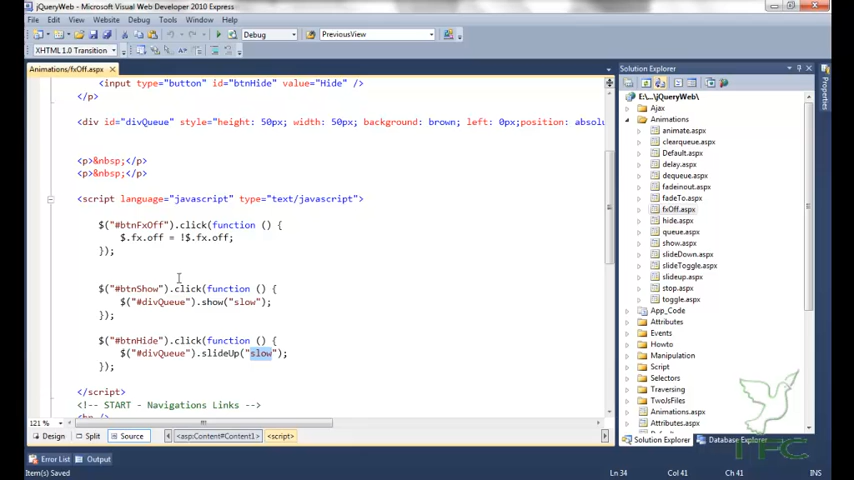 jQueryWeb - Microsoft Visual Web Developer 2010 Express
File Edit View Website Debug Tools Window Help
Debug PreviousView
XHTML 1.0 Transition
Animations/fxOff.aspx
<input type="button" id="btnHide" value="Hide" />
</p>
<div id="divQueue" style="height: 50px; width: 50px; background: brown; left: 0px;position: absolu
<p>&nbsp;</p>
<p>&nbsp;</p>
<script language="javascript" type="text/javascript">
$("#btnFxOff").click(function () {
$.fx.off = !$.fx.off;
});
$("#btnShow").click(function () {
$("#divQueue").show("slow");
});
$("#btnHide").click(function () {
$("#divQueue").slideUp("slow");
});
</script>
<!-- START - Navigations Links -->
<hr />
121 %
Design Split Source <asp:Content#Content1> <script>
Error List Output
Item(s) Saved Ln 34 Col 41 Ch 41 INS
Solution Explorer
E:\...\jQueryWeb\
Ajax
Animations
animate.aspx
clearqueue.aspx
Default.aspx
delay.aspx
dequeue.aspx
fadeinout.aspx
fadeTo.aspx
fxOff.aspx
hide.aspx
queue.aspx
show.aspx
slideDown.aspx
slideToggle.aspx
slideup.aspx
stop.aspx
toggle.aspx
App_Code
Attributes
Events
Howto
Manipulation
Script
Selectors
Traversing
TwoJsFiles
Animations.aspx
Attributes.aspx
Solution Explorer Database Explorer
Properties
TFC